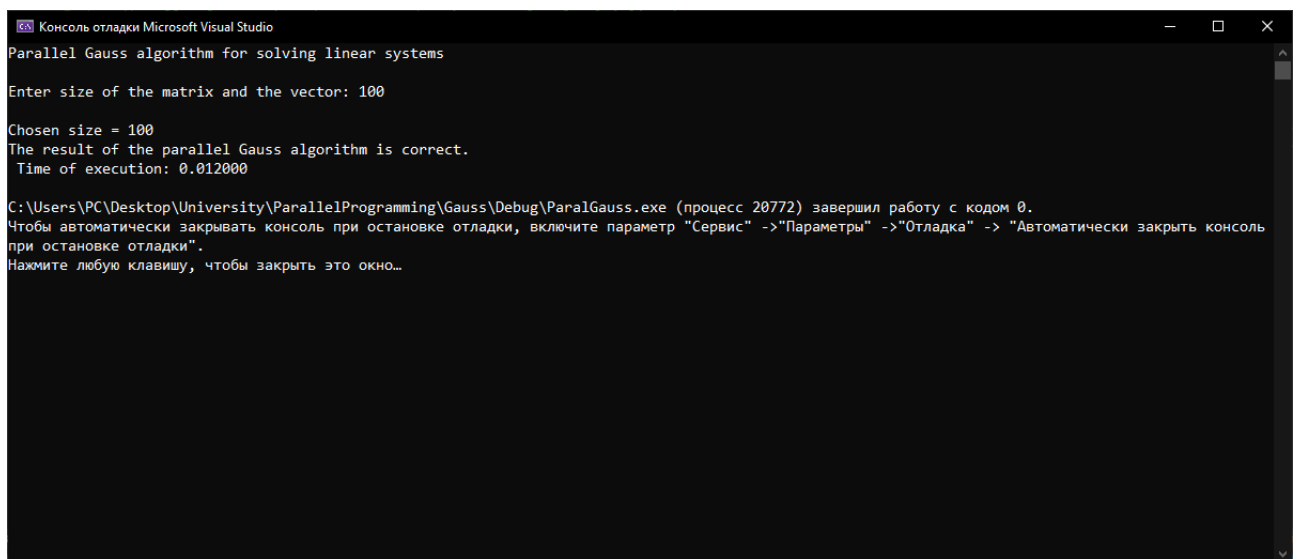 Консоль отладки Microsoft Visual Studio
Parallel Gauss algorithm for solving linear systems
Enter size of the matrix and the vector: 100
Chosen size = 100
The result of the parallel Gauss algorithm is correct.
Time of execution: 0.012000
C:\Users\PC\Desktop\University\ParallelProgramming\Gauss\Debug\ParalGauss.exe (процесс 20772) завершил работу с кодом 0.
Чтобы автоматически закрывать консоль при остановке отладки, включите параметр "Сервис" ->"Параметры" ->"Отладка" -> "Автоматически закрыть консоль
при остановке отладки".
Нажмите любую клавишу, чтобы закрыть это окно…